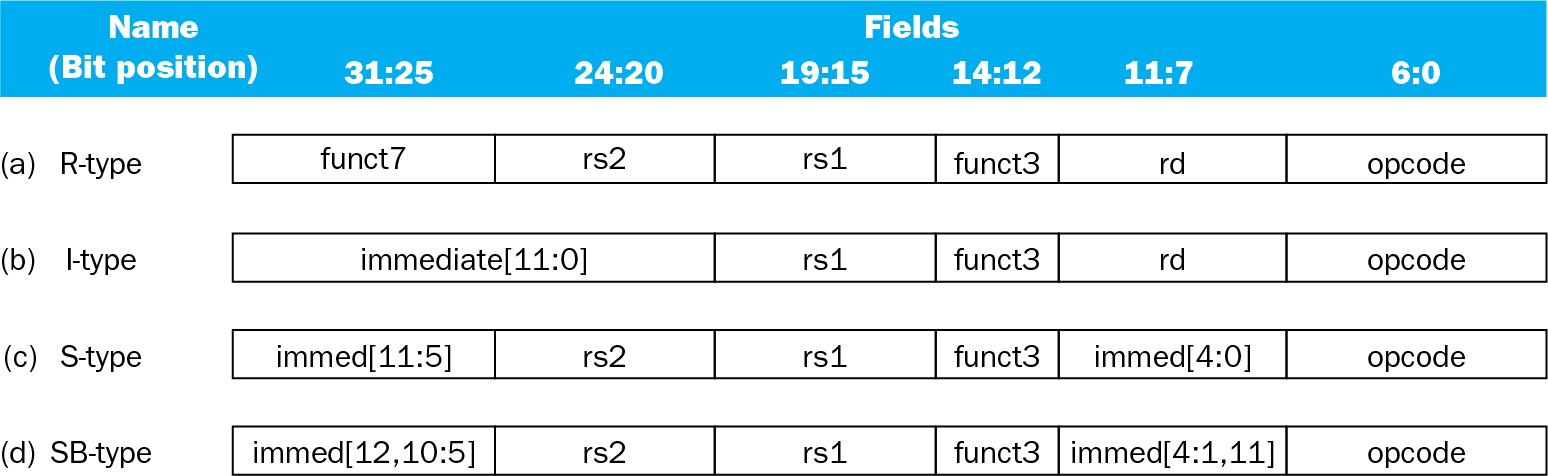 Name Fields
(Bit position) 31:25 24:20 19:15 14:12 11:7 6:0
(a) R-type funct7 rs2 rs1 funct3 rd opcode
(b) I-type immediate[11:0] rs1 funct3 rd opcode
(c) S-type immed[11:5] rs2 rs1 funct3 immed[4:0] opcode
(d) SB-type immed[12,10:5] rs2 rs1 funct3 immed[4:1,11] opcode